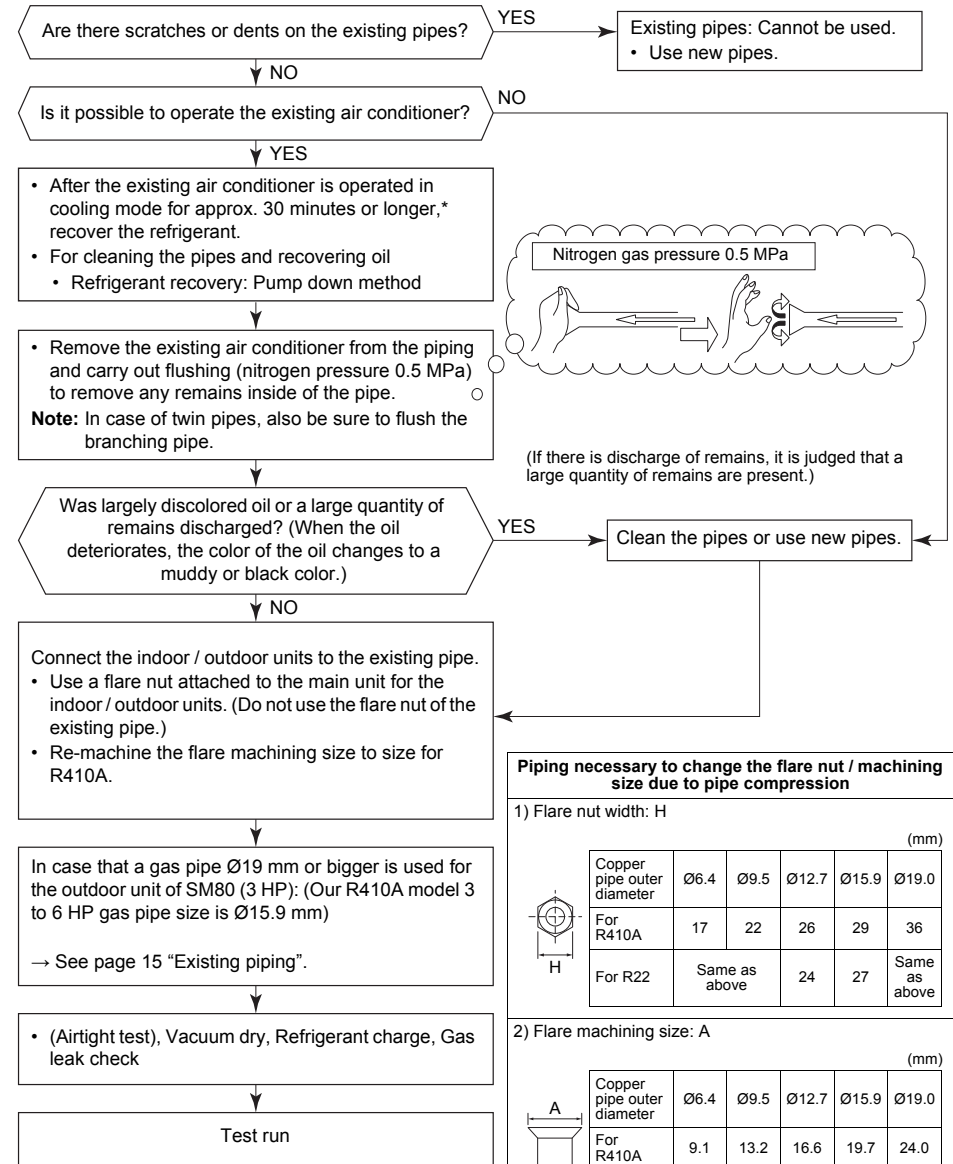 Are there scratches or dents on the existing pipes?
YES
Existing pipes: Cannot be used.
• Use new pipes.
NO
Is it possible to operate the existing air conditioner?
NO
YES
• After the existing air conditioner is operated in
cooling mode for approx. 30 minutes or longer,*
recover the refrigerant.
• For cleaning the pipes and recovering oil
• Refrigerant recovery: Pump down method
Nitrogen gas pressure 0.5 MPa
• Remove the existing air conditioner from the piping
and carry out flushing (nitrogen pressure 0.5 MPa)
to remove any remains inside of the pipe.
Note: In case of twin pipes, also be sure to flush the
branching pipe.
(If there is discharge of remains, it is judged that a
large quantity of remains are present.)
Was largely discolored oil or a large quantity of
remains discharged? (When the oil
deteriorates, the color of the oil changes to a
muddy or black color.)
YES
Clean the pipes or use new pipes.
NO
Connect the indoor / outdoor units to the existing pipe.
• Use a flare nut attached to the main unit for the
indoor / outdoor units. (Do not use the flare nut of the
existing pipe.)
• Re-machine the flare machining size to size for
R410A.
In case that a gas pipe Ø19 mm or bigger is used for
the outdoor unit of SM80 (3 HP): (Our R410A model 3
to 6 HP gas pipe size is Ø15.9 mm)
→ See page 15 “Existing piping”.
• (Airtight test), Vacuum dry, Refrigerant charge, Gas
leak check
Test run
Piping necessary to change the flare nut / machining
size due to pipe compression
1) Flare nut width: H
(mm)
Copper
pipe outer
diameter
Ø6.4 Ø9.5 Ø12.7 Ø15.9 Ø19.0
For
R410A
17 22 26 29 36
H
For R22
Same as
above
24 27
Same
as
above
2) Flare machining size: A
(mm)
A
Copper
pipe outer
diameter
Ø6.4 Ø9.5 Ø12.7 Ø15.9 Ø19.0
For
R410A
9.1 13.2 16.6 19.7 24.0